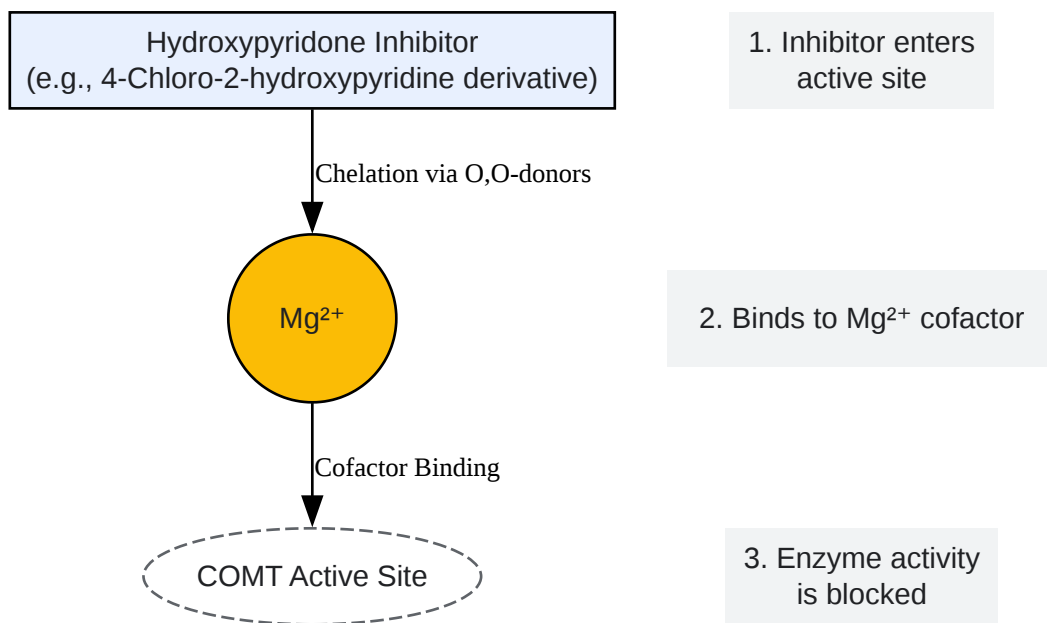 Hydroxypyridone Inhibitor
(e.g., 4-Chloro-2-hydroxypyridine derivative)
1. Inhibitor enters
active site
Chelation via O,O-donors
Mg²⁺
2. Binds to Mg²⁺ cofactor
Cofactor Binding
COMT Active Site
3. Enzyme activity
is blocked